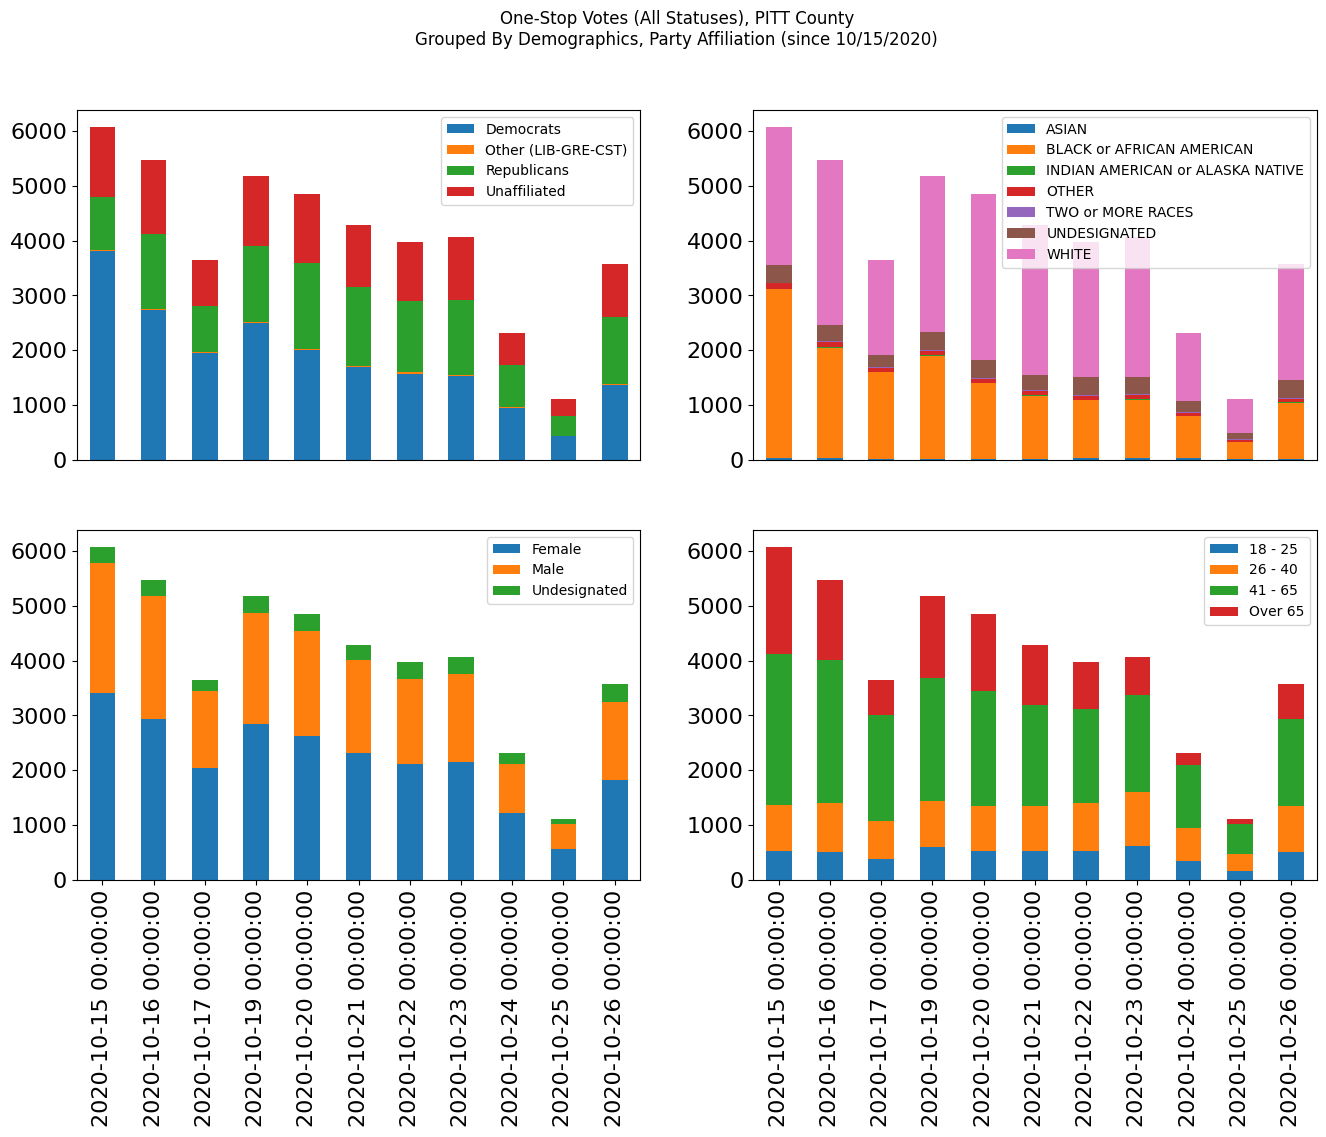 One-Stop Votes (All Statuses), PITT County
Grouped By Demographics, Party Affiliation (since 10/15/2020)
6000
5000
4000
3000
2000
1000
0
Democrats
Other (LIB-GRE-CST)
Republicans
Unaffiliated
6000
5000
4000
3000
2000
1000
0
ASIAN
BLACK or AFRICAN AMERICAN
INDIAN AMERICAN or ALASKA NATIVE
OTHER
TWO or MORE RACES
UNDESIGNATED
WHITE
6000
5000
4000
3000
2000
1000
0
Female
Male
Undesignated
2020-10-15 00:00:00
2020-10-16 00:00:00
2020-10-17 00:00:00
2020-10-19 00:00:00
2020-10-20 00:00:00
2020-10-21 00:00:00
2020-10-22 00:00:00
2020-10-23 00:00:00
2020-10-24 00:00:00
2020-10-25 00:00:00
2020-10-26 00:00:00
6000
5000
4000
3000
2000
1000
0
18 - 25
26 - 40
41 - 65
Over 65
2020-10-15 00:00:00
2020-10-16 00:00:00
2020-10-17 00:00:00
2020-10-19 00:00:00
2020-10-20 00:00:00
2020-10-21 00:00:00
2020-10-22 00:00:00
2020-10-23 00:00:00
2020-10-24 00:00:00
2020-10-25 00:00:00
2020-10-26 00:00:00